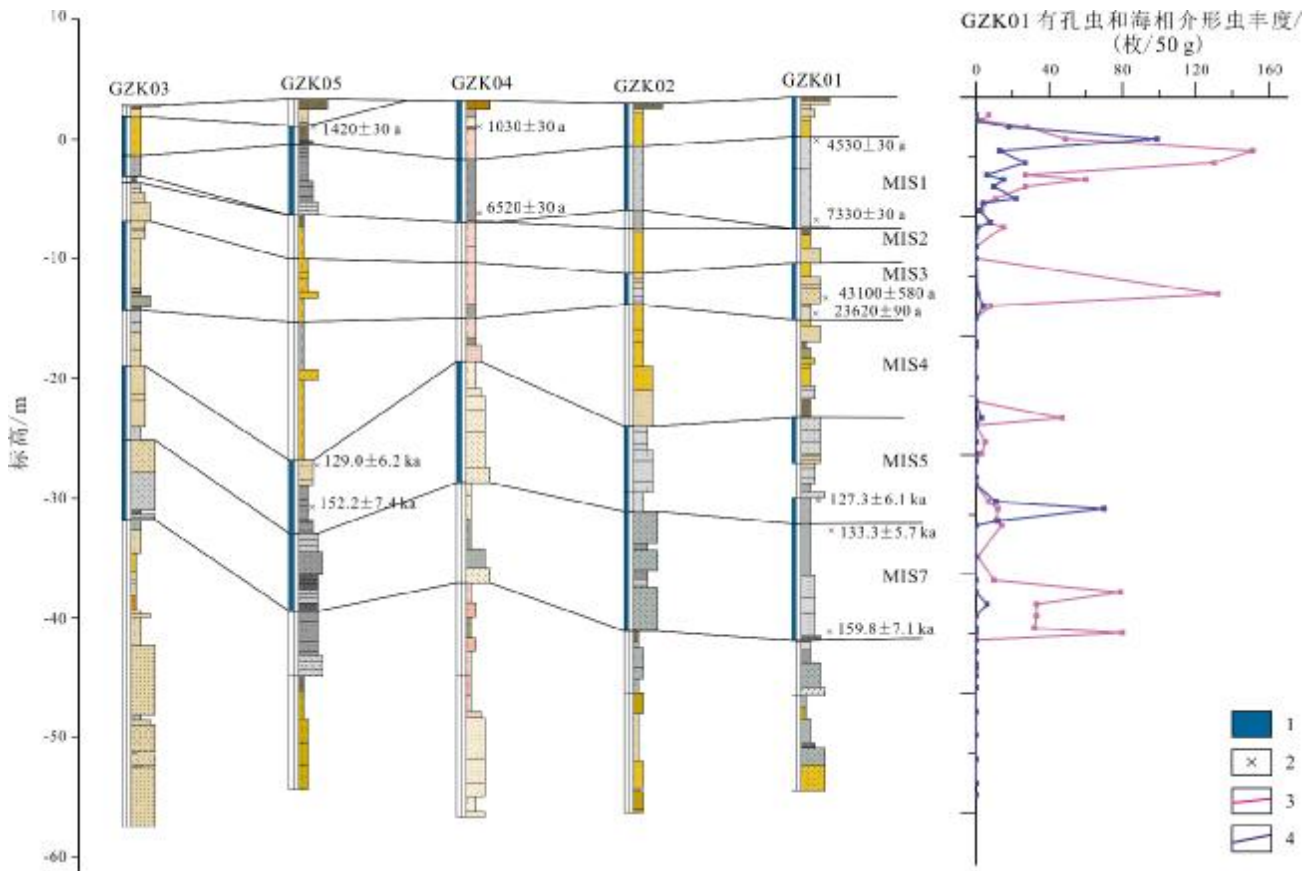 GZK01 有孔虫和海相介形虫丰度/
(枚/50 g)
0 40 80 120 160
10
0
-10
-20
-30
-40
-50
-60
标高/m
GZK03
GZK05
GZK04
GZK02
GZK01
1420±30 a
1030±30 a
4530±30 a
MIS1
6520±30 a
7330±30 a
MIS2
MIS3
43100±580 a
23620±90 a
MIS4
MIS5
129.0±6.2 ka
152.2±7.4 ka
127.3±6.1 ka
133.3±5.7 ka
MIS7
159.8±7.1 ka
1
2
3
4